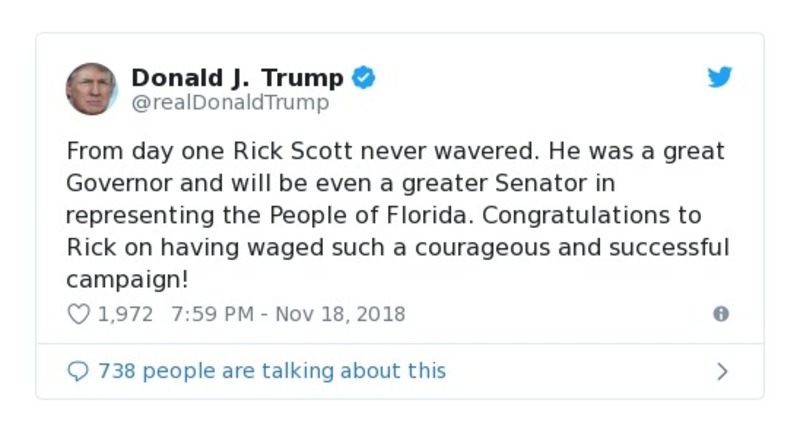 Donald J. Trump
@realDonaldTrump
From day one Rick Scott never wavered. He was a great
Governor and will be even a greater Senator in
representing the People of Florida. Congratulations to
Rick on having waged such a courageous and successful
campaign!
1,972 7:59 PM - Nov 18, 2018
738 people are talking about this